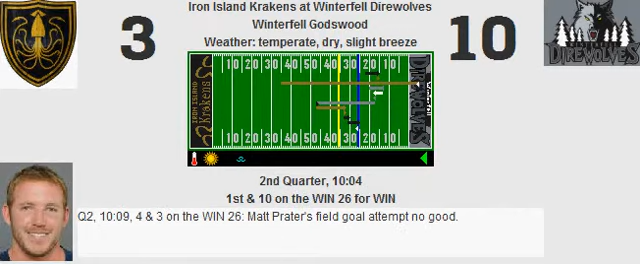 Iron Island Krakens at Winterfell Direwolves
Winterfell Godswood
Weather: temperate, dry, slight breeze
3
10
DIREWOLVES
10 20 30 40 50 40 30 20 10
IRON ISLAND
Krakens
DIREWOLVES
10 20 30 40 50 40 30 20 10
2nd Quarter, 10:04
1st & 10 on the WIN 26 for WIN
Q2, 10:09, 4 & 3 on the WIN 26: Matt Prater's field goal attempt no good.